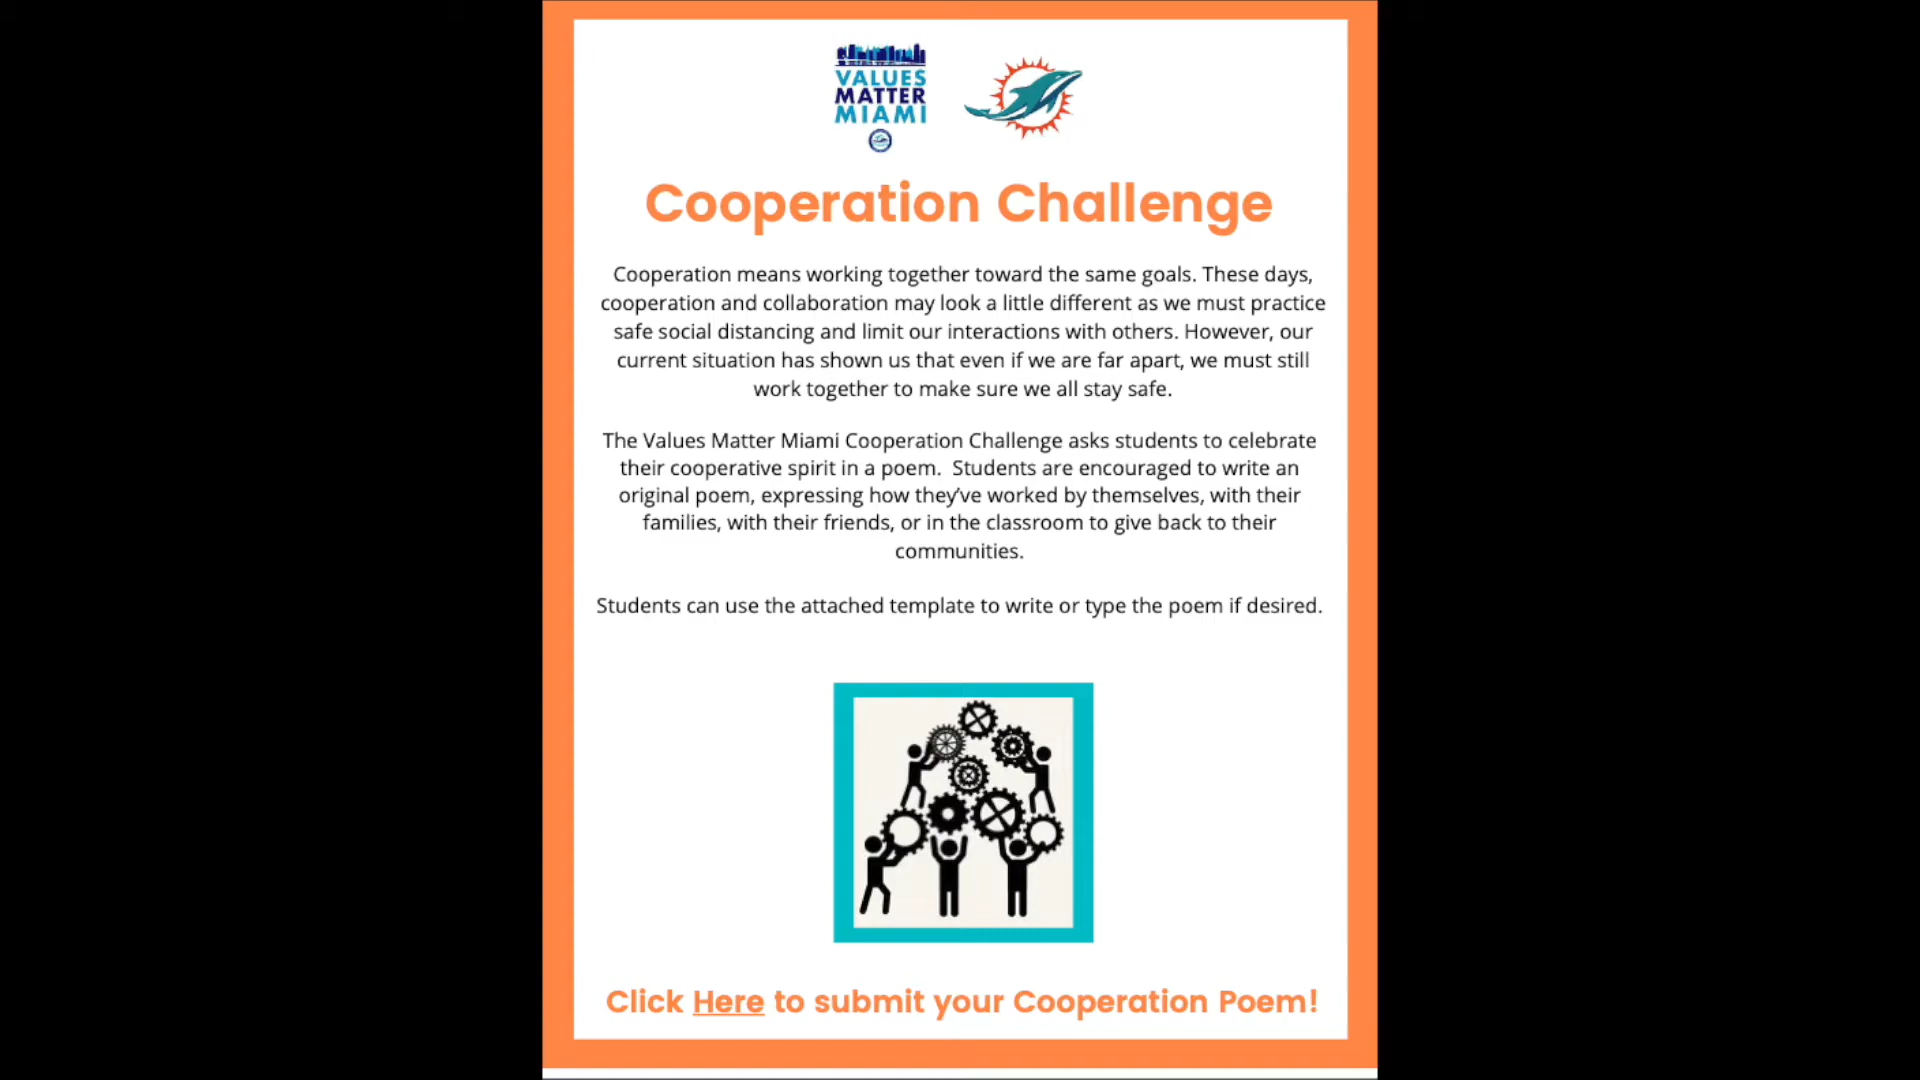 VALUES
MATTER
MIAMI
Cooperation Challenge
Cooperation means working together toward the same goals. These days,
cooperation and collaboration may look a little different as we must practice
safe social distancing and limit our interactions with others. However, our
current situation has shown us that even if we are far apart, we must still
work together to make sure we all stay safe.
The Values Matter Miami Cooperation Challenge asks students to celebrate
their cooperative spirit in a poem.  Students are encouraged to write an
original poem, expressing how they’ve worked by themselves, with their
families, with their friends, or in the classroom to give back to their
communities.
Students can use the attached template to write or type the poem if desired.
Click Here to submit your Cooperation Poem!